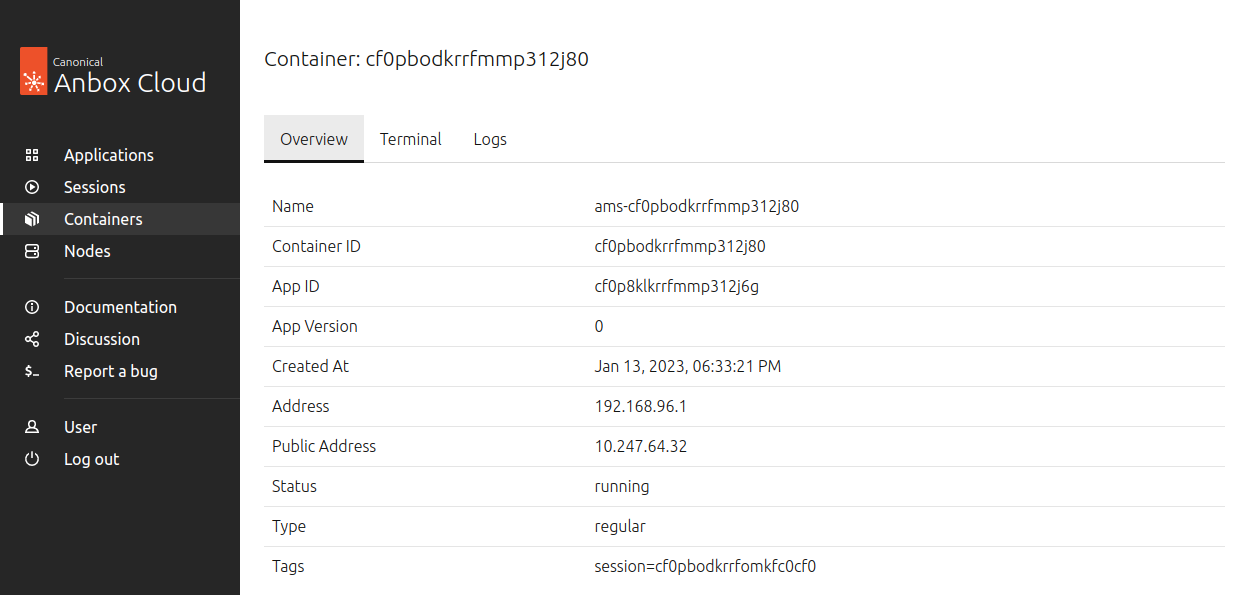 Canonical
Anbox Cloud
Applications
Sessions
Containers
Nodes
Documentation
Discussion
$_ Report a bug
User
Log out
Container: cf0pbodkrrfmmp312j80
Overview Terminal Logs
Name ams-cf0pbodkrrfmmp312j80
Container ID cf0pbodkrrfmmp312j80
App ID cf0p8klkrrfmmp312j6g
App Version 0
Created At Jan 13, 2023, 06:33:21 PM
Address 192.168.96.1
Public Address 10.247.64.32
Status running
Type regular
Tags session=cf0pbodkrrfomkfc0cf0